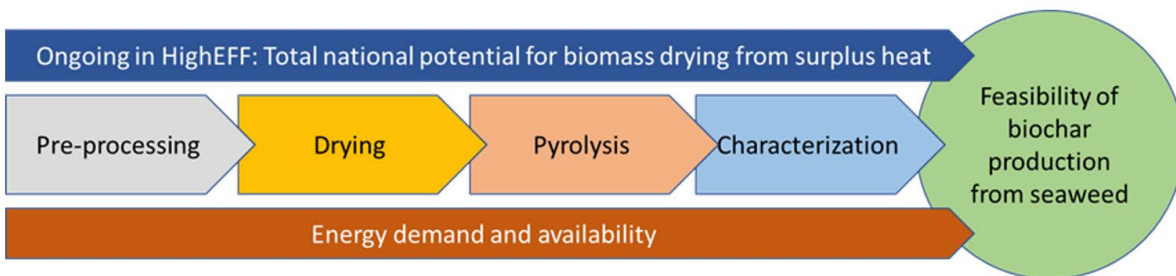 Ongoing in HighEFF: Total national potential for biomass drying from surplus heat
Pre-processing
Drying
Pyrolysis
Characterization
Energy demand and availability
Feasibility of
biochar
production
from seaweed